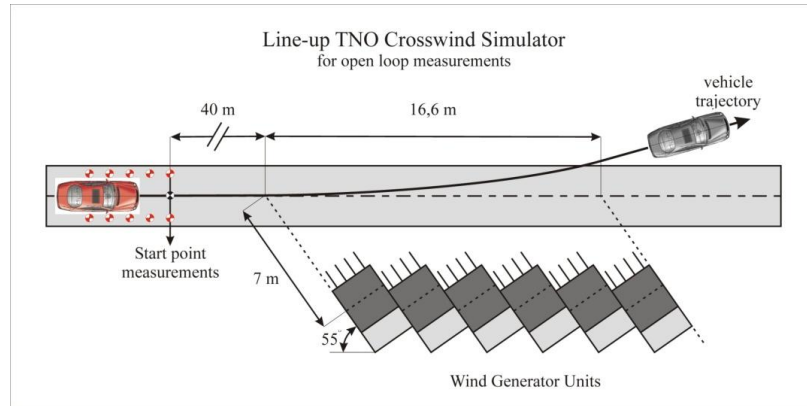 Line-up TNO Crosswind Simulator
for open loop measurements
vehicle
trajectory
40 m
16,6 m
Start point
measurements
7 m
55°
Wind Generator Units